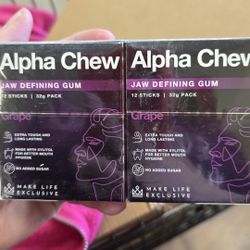 Alpha Chew
JAW DEFINING GUM
12 STICKS | 32g PACK
Grape
EXTRA TOUGH AND
LONG LASTING
MADE WITH XYLITOL
FOR BETTER MOUTH
HYGIENE
NO ADDED SUGAR
MAKE LIFE
EXCLUSIVE
Alpha Chew
JAW DEFINING GUM
12 STICKS | 32g PACK
Grape
EXTRA TOUGH AND
LONG LASTING
MADE WITH XYLITOL
FOR BETTER MOUTH
HYGIENE
NO ADDED SUGAR
MAKE LIFE
EXCLUSIVE